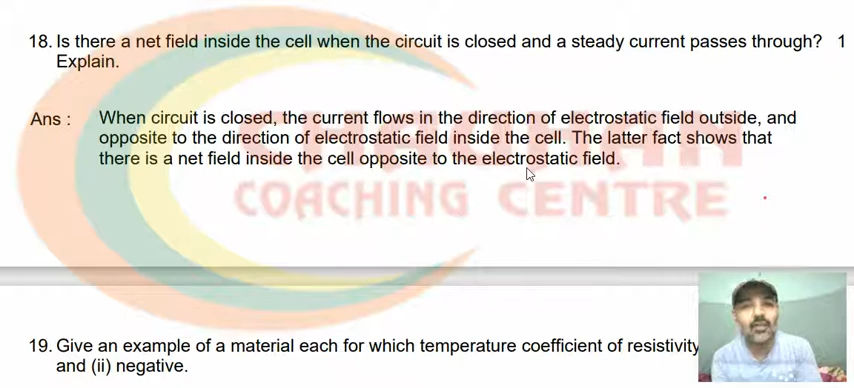 18. Is there a net field inside the cell when the circuit is closed and a steady current passes through? 1
Explain.
Ans : When circuit is closed, the current flows in the direction of electrostatic field outside, and
opposite to the direction of electrostatic field inside the cell. The latter fact shows that
there is a net field inside the cell opposite to the electrostatic field.
CHAUHAN
COACHING CENTRE
19. Give an example of a material each for which temperature coefficient of resistivity
and (ii) negative.